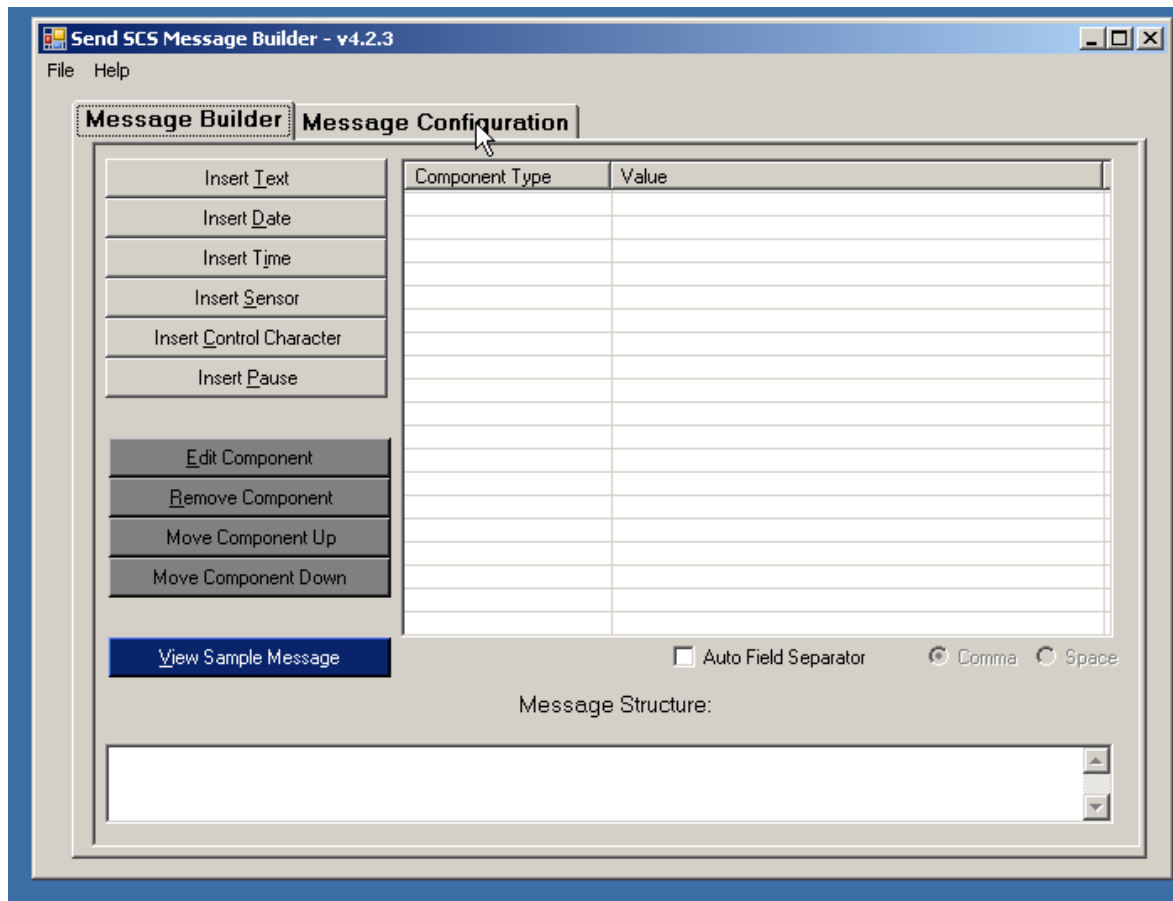 Send SCS Message Builder - v4.2.3
File Help
Message Builder Message Configuration
Insert Text
Insert Date
Insert Time
Insert Sensor
Insert Control Character
Insert Pause
Component Type Value
Edit Component
Remove Component
Move Component Up
Move Component Down
View Sample Message
Auto Field Separator Comma Space
Message Structure: